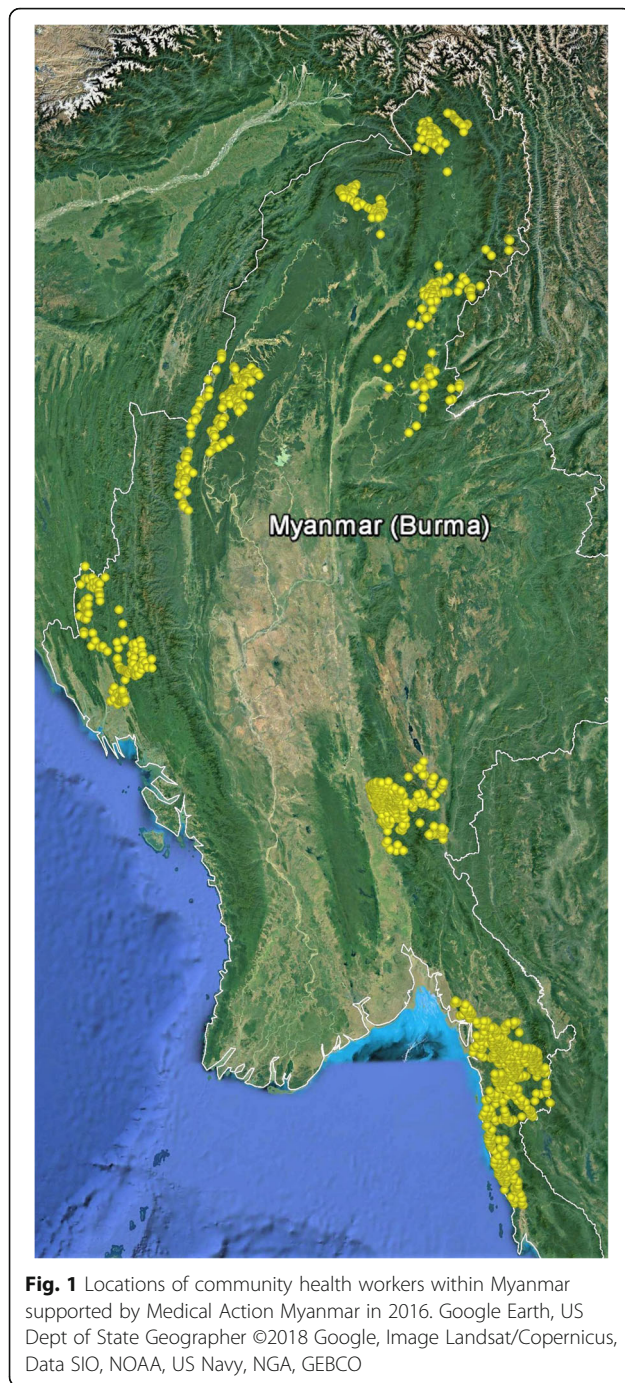 Myanmar (Burma)
Fig. 1 Locations of community health workers within Myanmar
supported by Medical Action Myanmar in 2016. Google Earth, US
Dept of State Geographer ©2018 Google, Image Landsat/Copernicus,
Data SIO, NOAA, US Navy, NGA, GEBCO